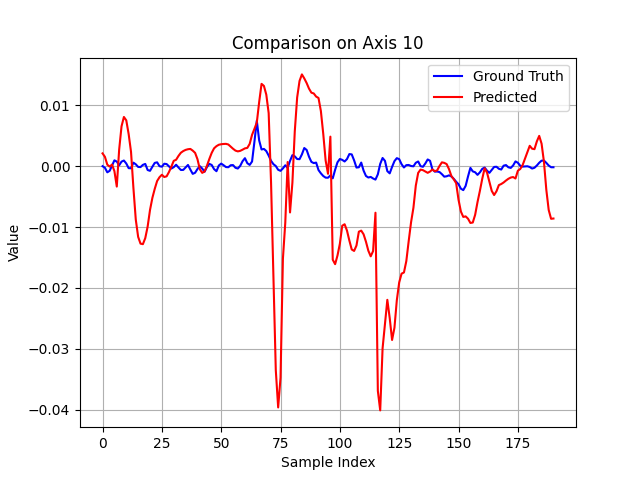 Comparison on Axis 10
Ground Truth
Predicted
0.01
0.00
−0.01
−0.02
−0.03
−0.04
Value
0
25
50
75
100
125
150
175
Sample Index